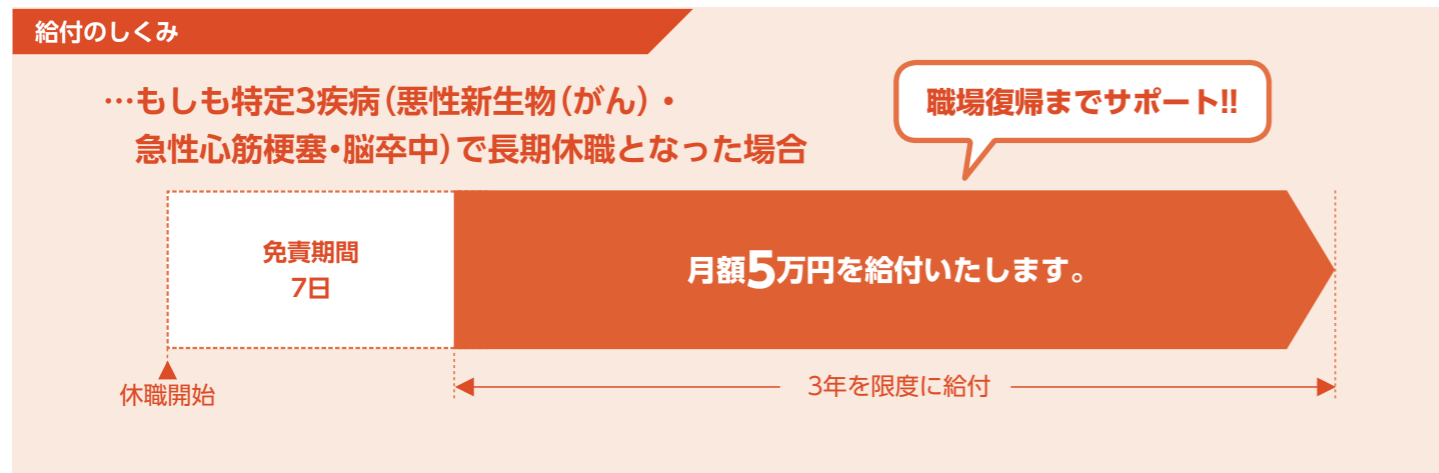 給付のしくみ
…もしも特定3疾病(悪性新生物(がん)・
急性心筋梗塞・脳卒中)で長期休職となった場合
職場復帰までサポート!!
免責期間
7日
月額5万円を給付いたします。
休職開始
3年を限度に給付